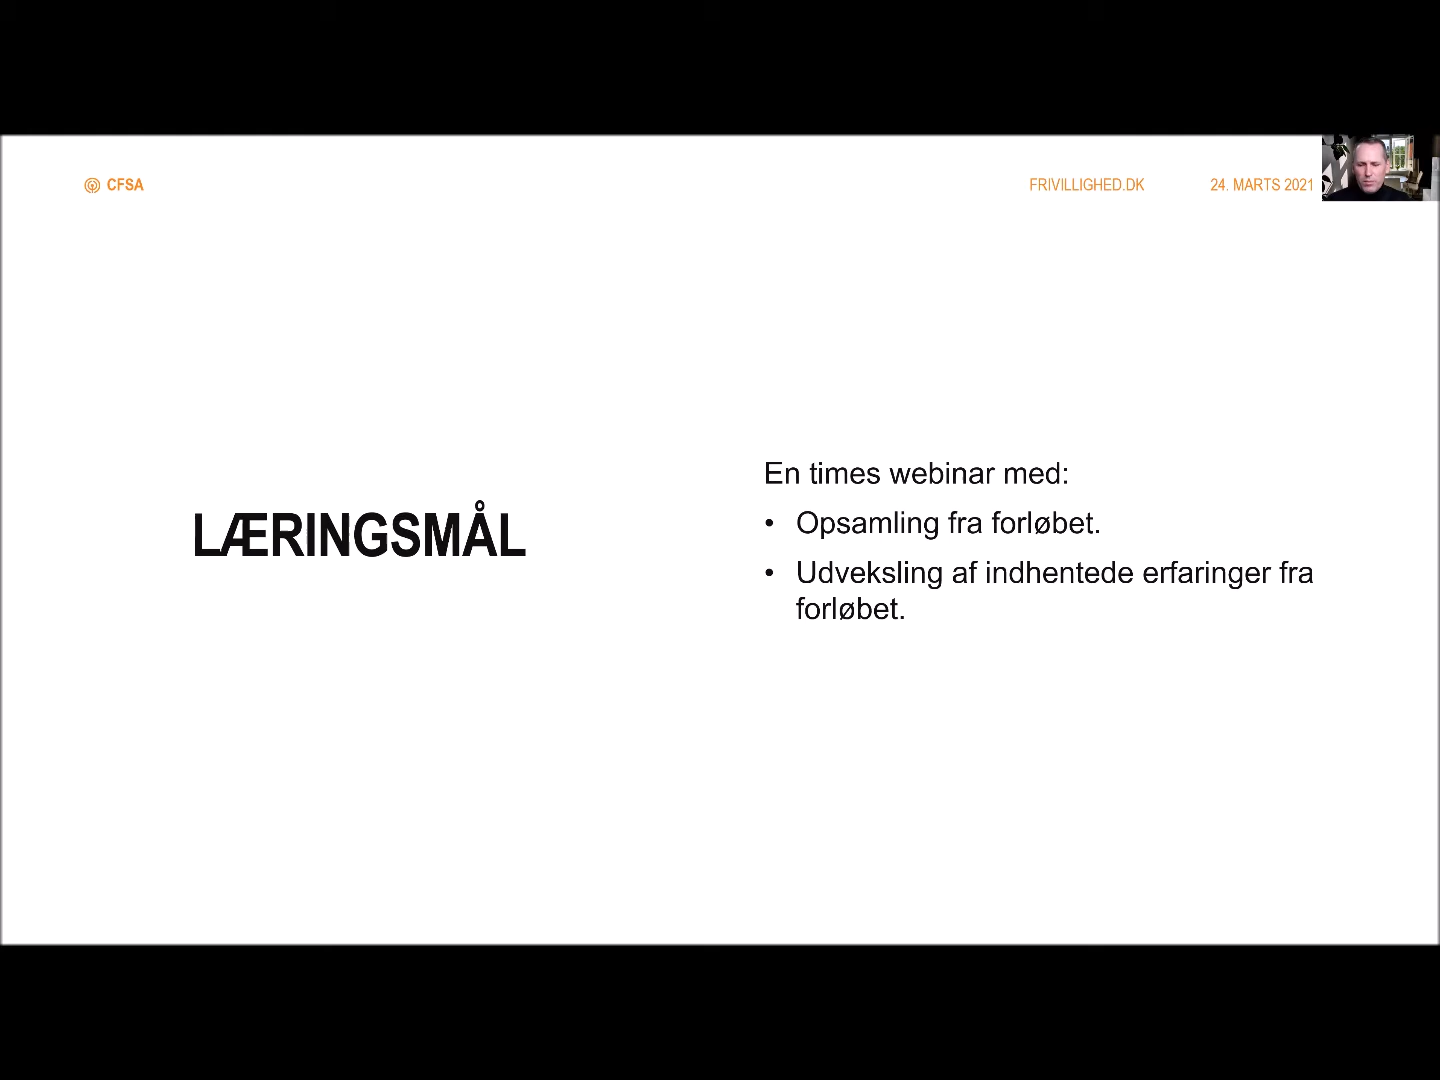 CFSA
FRIVILLIGHED.DK
24. MARTS 2021
LÆRINGSMÅL
En times webinar med:
• Opsamling fra forløbet.
• Udveksling af indhentede erfaringer fra
forløbet.